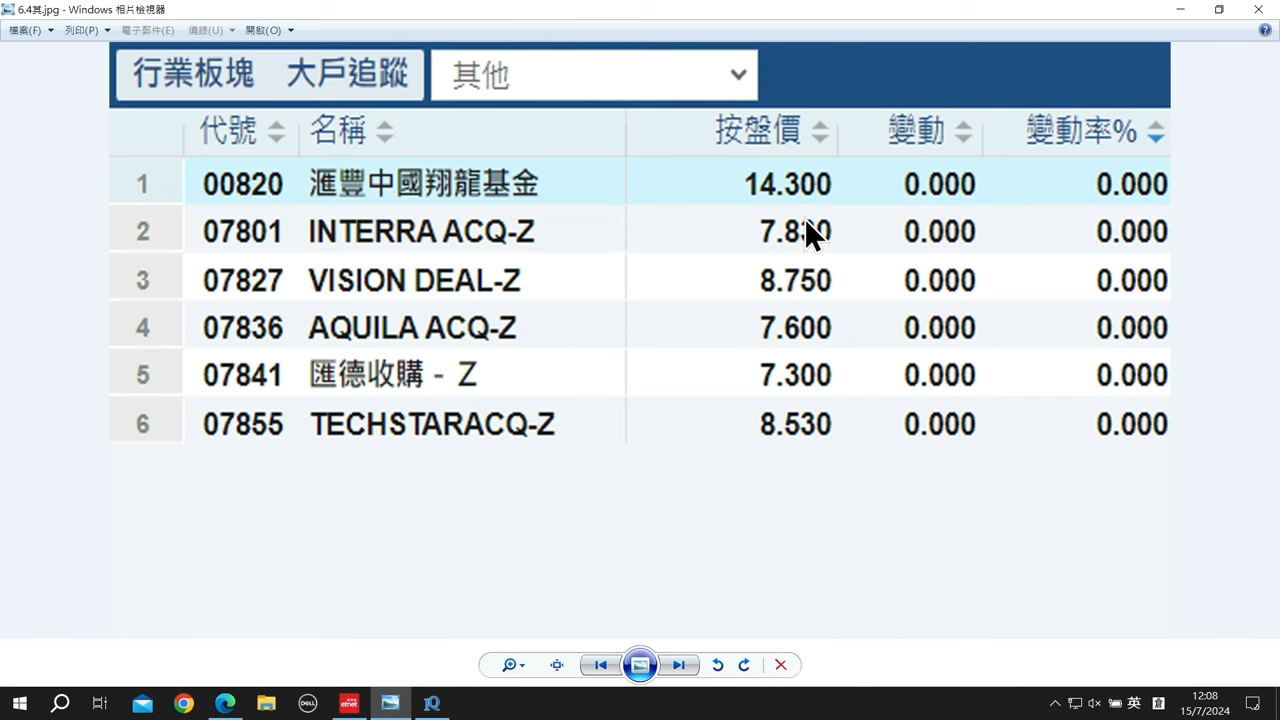 6.4其.jpg - Windows 相片檢視器
檔案(F) 列印(P) 電子郵件(E) 燒錄(U) 開啟(O)
行業板塊 大戶追蹤 其他
代號 名稱 按盤價 變動 變動率%
1 00820 滙豐中國翔龍基金 14.300 0.000 0.000
2 07801 INTERRA ACQ-Z 0.000 0.000
3 07827 VISION DEAL-Z 8.750 0.000 0.000
4 07836 AQUILA ACQ-Z 7.600 0.000 0.000
5 07841 匯德收購 - Z 7.300 0.000 0.000
6 07855 TECHSTARACQ-Z 8.530 0.000 0.000
DELL etnet IQ 英 倉 12:08
15/7/2024